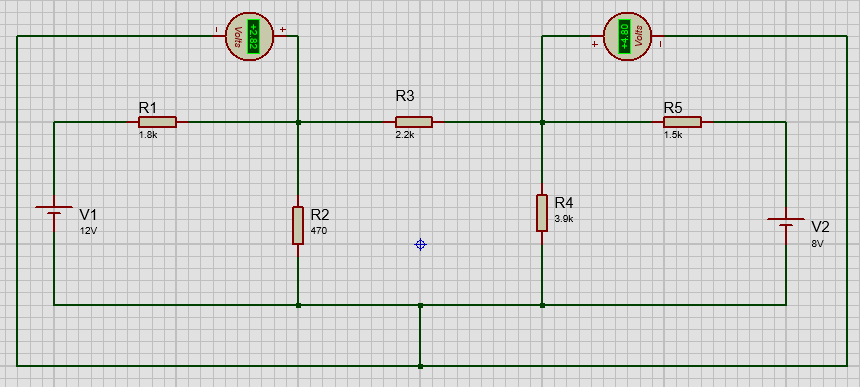 - +2.82 Volts +
+ +4.80 Volts -
R1
1.8k
R3
2.2k
R5
1.5k
V1
12V
R2
470
R4
3.9k
V2
8V